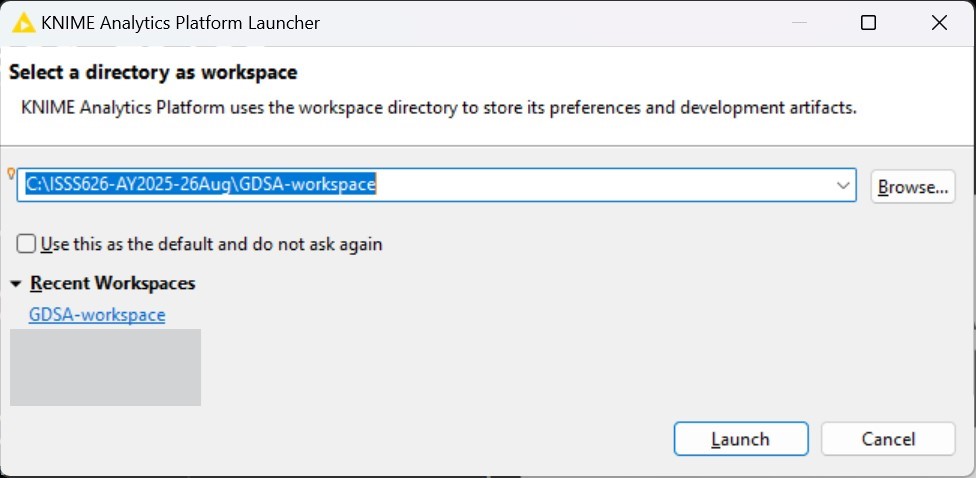 KNIME Analytics Platform Launcher
Select a directory as workspace
KNIME Analytics Platform uses the workspace directory to store its preferences and development artifacts.
C:\ISSS626-AY2025-26Aug\GDSA-workspace
Browse...
Use this as the default and do not ask again
Recent Workspaces
GDSA-workspace
Launch Cancel